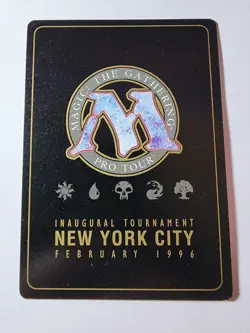 MAGIC: THE GATHERING
M
PRO TOUR
INAUGURAL TOURNAMENT
NEW YORK CITY
FEBRUARY 1996